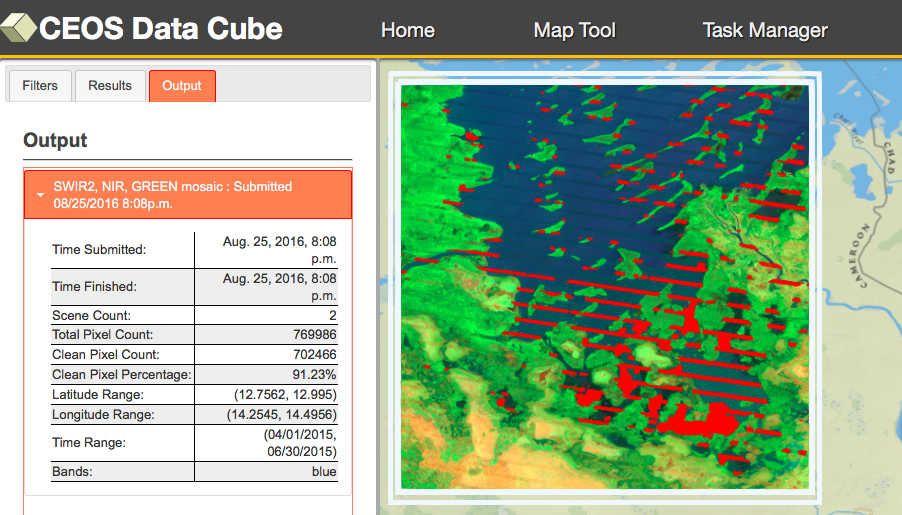 CEOS Data Cube
Home
Map Tool
Task Manager
Filters
Results
Output
Output
SWIR2, NIR, GREEN mosaic : Submitted
08/25/2016 8:08p.m.
Time Submitted:
Aug. 25, 2016, 8:08
p.m.
Time Finished:
Aug. 25, 2016, 8:08
p.m.
Scene Count:
2
Total Pixel Count:
769986
Clean Pixel Count:
702466
Clean Pixel Percentage:
91.23%
Latitude Range:
(12.7562, 12.995)
Longitude Range:
(14.2545, 14.4956)
Time Range:
(04/01/2015,
06/30/2015)
Bands:
blue
CHAD
CAMEROON